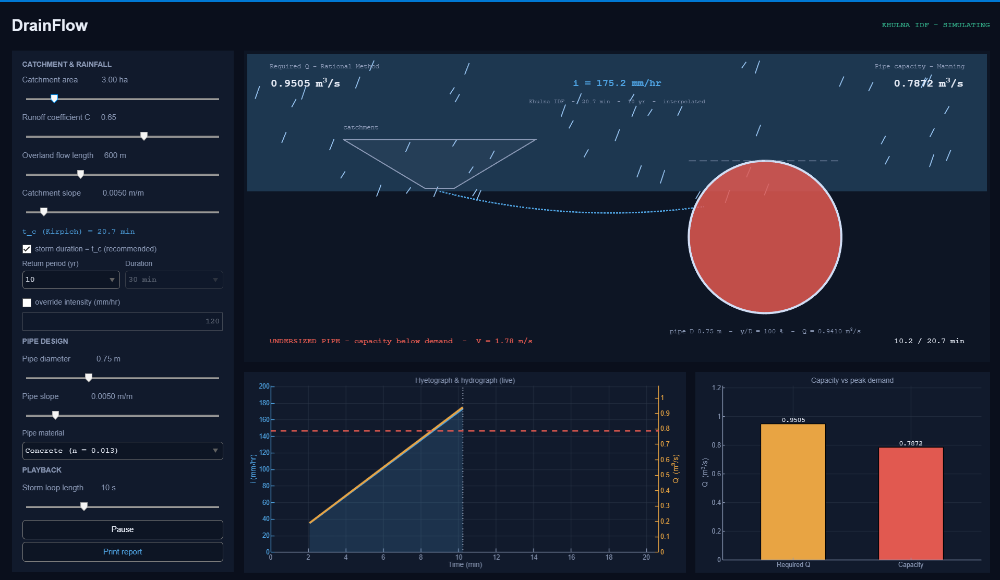 DrainFlow
KHULNA IDF - SIMULATING
CATCHMENT & RAINFALL
Catchment area 3.00 ha
Runoff coefficient C 0.65
Overland flow length 600 m
Catchment slope 0.0050 m/m
t_c (Kirpich) = 20.7 min
storm duration = t_c (recommended)
Return period (yr) Duration
10 30 min
override intensity (mm/hr)
120
PIPE DESIGN
Pipe diameter 0.75 m
Pipe slope 0.0050 m/m
Pipe material
Concrete (n = 0.013)
PLAYBACK
Storm loop length 10 s
Pause
Print report
Required Q - Rational Method
0.9505 m³/s
i = 175.2 mm/hr
Khulna IDF - 20.7 min - 10 yr - interpolated
Pipe capacity - Manning
0.7872 m³/s
catchment
pipe D 0.75 m - y/D = 100 % - Q = 0.9410 m³/s
UNDERSIZED PIPE - capacity below demand - V = 1.78 m/s
10.2 / 20.7 min
Hyetograph & hydrograph (live)
200
180
160
140
120
100
80
60
40
20
0
I (mm/hr)
0 2 4 6 8 10 12 14 16 18 20
Time (min)
1
0.9
0.8
0.7
0.6
0.5
0.4
0.3
0.2
0.1
0
Q (m³/s)
Capacity vs peak demand
1.2
1
0.8
0.6
0.4
0.2
0
Q (m³/s)
0.9505
0.7872
Required Q Capacity